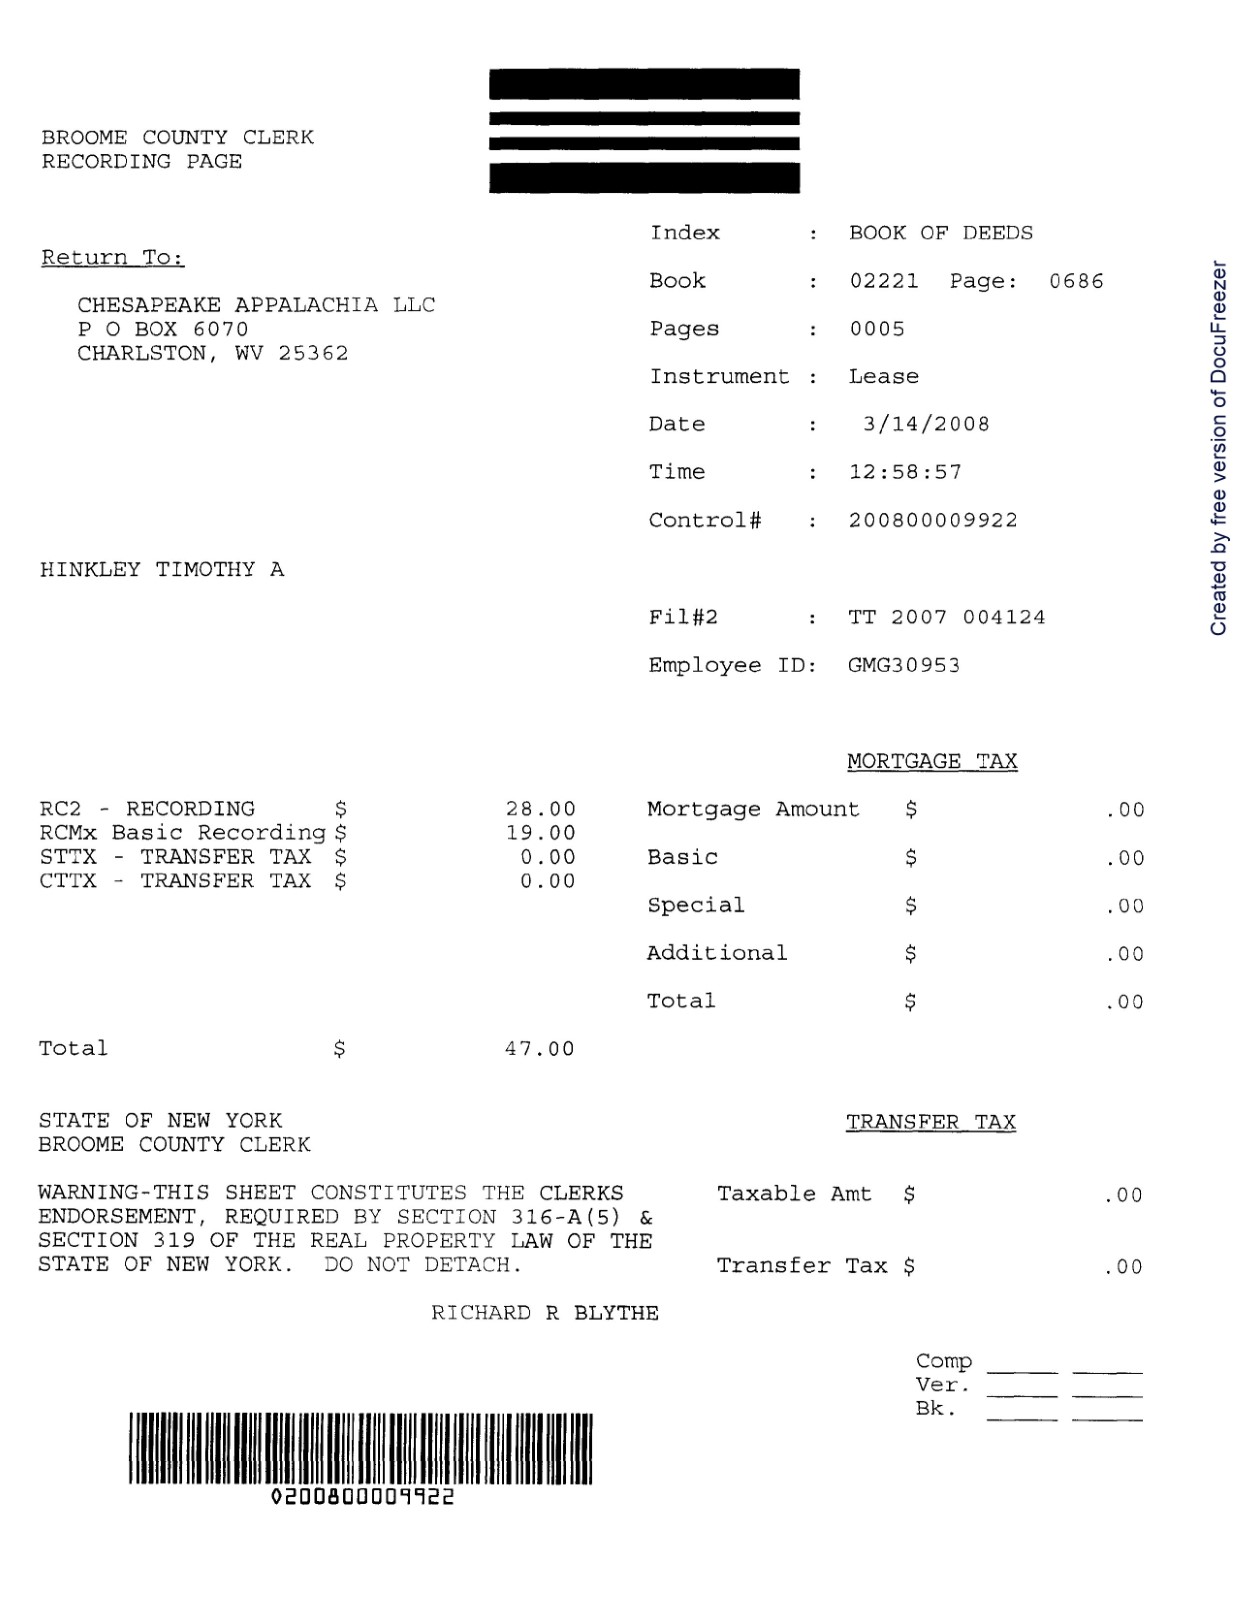 BROOME COUNTY CLERK
RECORDING PAGE
Return To:
CHESAPEAKE APPALACHIA LLC
P O BOX 6070
CHARLSTON, WV 25362
Index : BOOK OF DEEDS
Book : 02221 Page: 0686
Pages : 0005
Instrument : Lease
Date : 3/14/2008
Time : 12:58:57
Control# : 200800009922
HINKLEY TIMOTHY A
Fil#2 : TT 2007 004124
Employee ID: GMG30953
MORTGAGE TAX
RC2 - RECORDING $ 28.00
RCMx Basic Recording $ 19.00
STTX - TRANSFER TAX $ 0.00
CTTX - TRANSFER TAX $ 0.00
Mortgage Amount $ .00
Basic $ .00
Special $ .00
Additional $ .00
Total $ .00
Total $ 47.00
STATE OF NEW YORK
BROOME COUNTY CLERK
WARNING-THIS SHEET CONSTITUTES THE CLERKS
ENDORSEMENT, REQUIRED BY SECTION 316-A(5) &
SECTION 319 OF THE REAL PROPERTY LAW OF THE
STATE OF NEW YORK. DO NOT DETACH.
TRANSFER TAX
Taxable Amt $ .00
Transfer Tax $ .00
RICHARD R BLYTHE
Comp
Ver.
Bk.
0200800009922
Created by free version of DocuFreezer